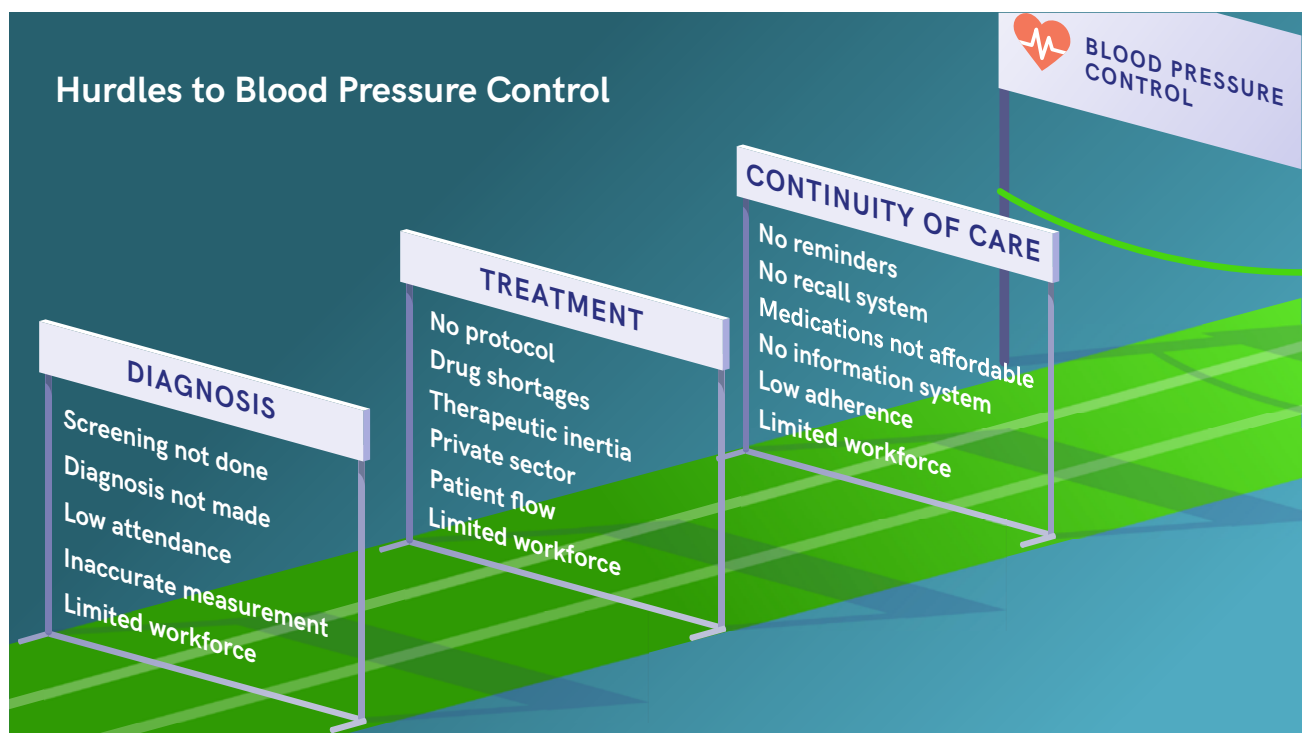 Hurdles to Blood Pressure Control
DIAGNOSIS
Screening not done
Diagnosis not made
Low attendance
Inaccurate measurement
Limited workforce
TREATMENT
No protocol
Drug shortages
Therapeutic inertia
Private sector
Patient flow
Limited workforce
CONTINUITY OF CARE
No reminders
No recall system
Medications not affordable
No information system
Low adherence
Limited workforce
BLOOD PRESSURE
CONTROL